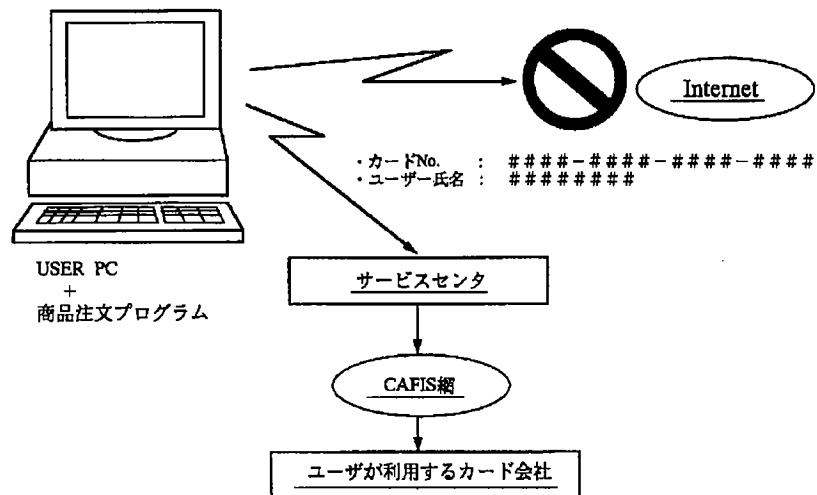 Internet
・カードNo. : ####-####-####-####
・ユーザー氏名 : ########
USER PC
+
商品注文プログラム
サービスセンタ
CAFIS網
ユーザが利用するカード会社